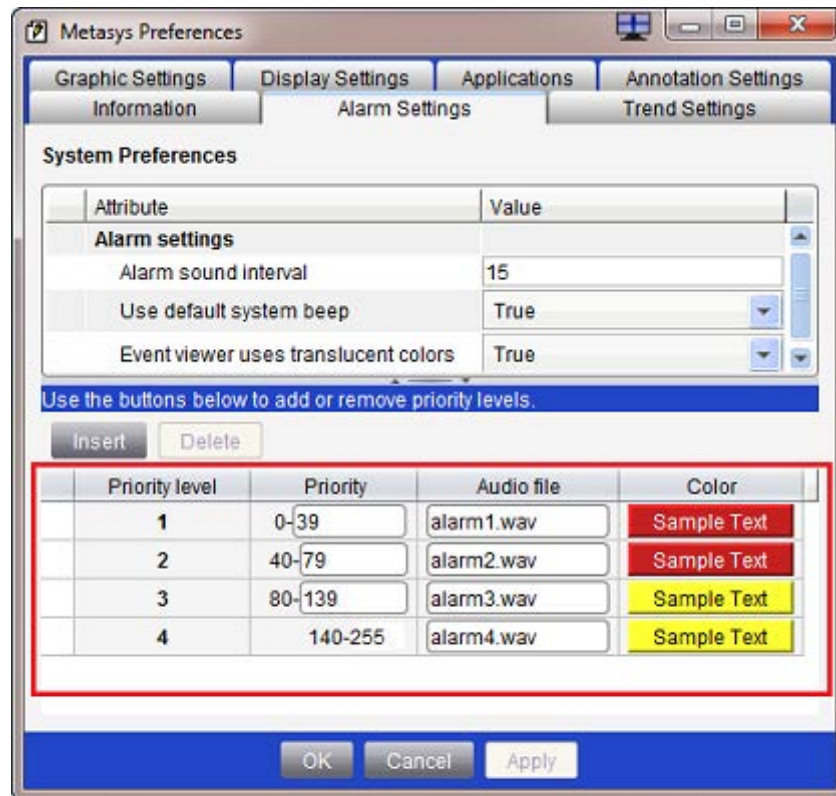 Metasys Preferences
Graphic Settings Display Settings Applications Annotation Settings
Information Alarm Settings Trend Settings
System Preferences
Attribute Value
Alarm settings
Alarm sound interval 15
Use default system beep True
Event viewer uses translucent colors True
Use the buttons below to add or remove priority levels.
Insert Delete
Priority level Priority Audio file Color
1 0-39 alarm1.wav Sample Text
2 40-79 alarm2.wav Sample Text
3 80-139 alarm3.wav Sample Text
4 140-255 alarm4.wav Sample Text
OK Cancel Apply